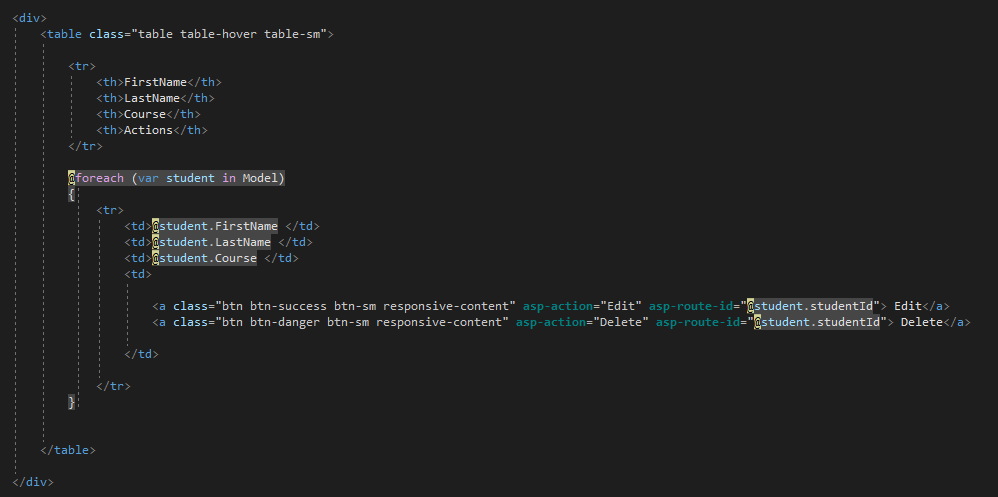 <div>
<table class="table table-hover table-sm">
<tr>
<th>FirstName</th>
<th>LastName</th>
<th>Course</th>
<th>Actions</th>
</tr>
@foreach (var student in Model)
{
<tr>
<td>@student.FirstName </td>
<td>@student.LastName </td>
<td>@student.Course </td>
<td>
<a class="btn btn-success btn-sm responsive-content" asp-action="Edit" asp-route-id="@student.studentId"> Edit</a>
<a class="btn btn-danger btn-sm responsive-content" asp-action="Delete" asp-route-id="@student.studentId"> Delete</a>
</td>
</tr>
}
</table>
</div>